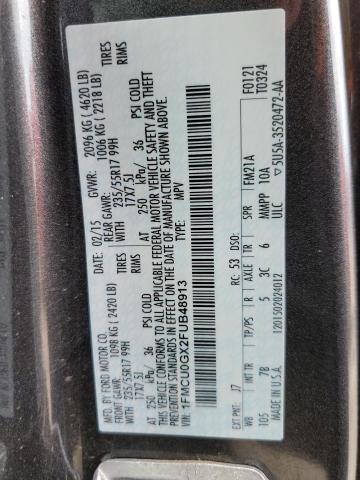 MFD. BY FORD MOTOR CO.
DATE: 02/15 GVWR: 2096 KG ( 4620 LB)
FRONT GAWR: 1098 KG ( 2420 LB) REAR GAWR: 1006 KG ( 2218 LB)
235/55R17 99H TIRES WITH 235/55R17 99H TIRES
17X7.5J RIMS 17X7.5J RIMS
AT 250 kPa/ 36 PSI COLD AT 250 kPa/ 36 PSI COLD
THIS VEHICLE CONFORMS TO ALL APPLICABLE FEDERAL MOTOR VEHICLE SAFETY AND THEFT
PREVENTION STANDARDS IN EFFECT ON THE DATE OF MANUFACTURE SHOWN ABOVE.
VIN: 1FMCU0GX2FUB48913 TYPE: MPV
F0121
T0324
EXT PNT: J7 RC: 53 DSO:
WB INT TR TP/PS R AXLE TR SPR FM21A
105 7B 5 3C 6 MMPP 10A
MADE IN U.S.A. 120150202401 2 ULC
5U5A-3520472-AA